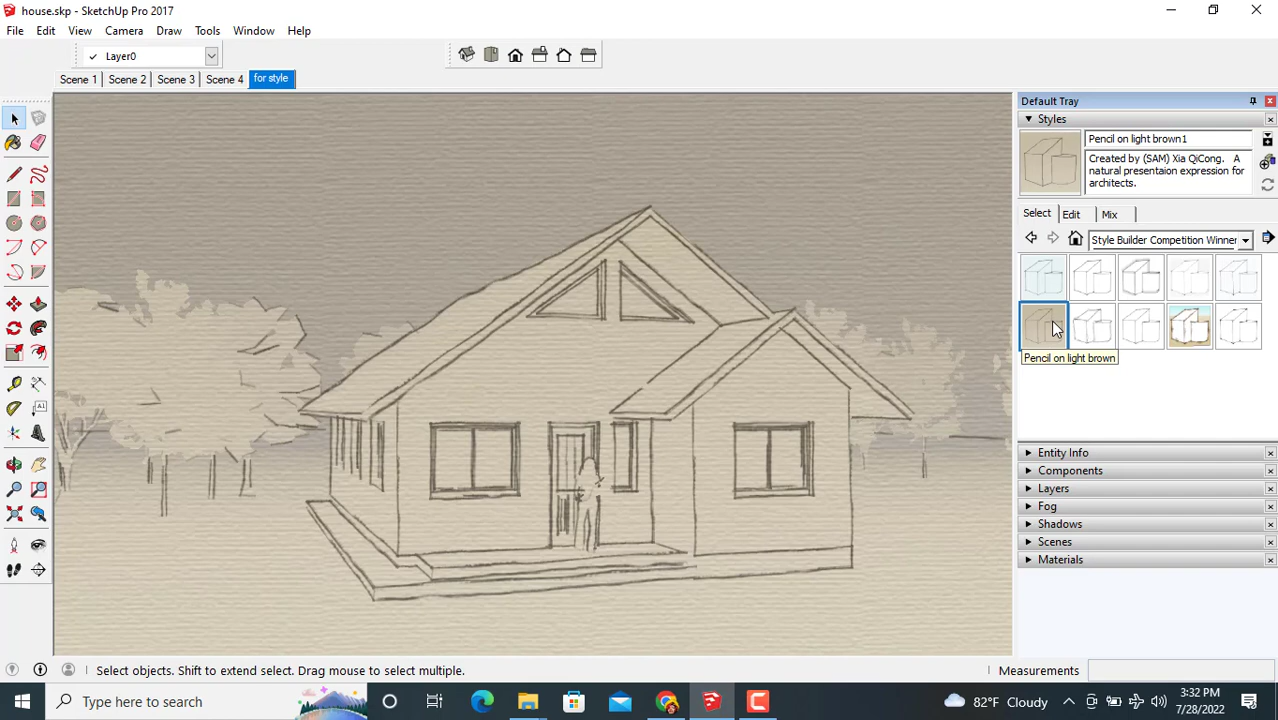 house.skp - SketchUp Pro 2017
File Edit View Camera Draw Tools Window Help
✓ Layer0
Scene 1 Scene 2 Scene 3 Scene 4 for style
Default Tray
Styles
Pencil on light brown1
Created by (SAM) Xia QiCong. A
natural presentaion expression for
architects.
Select Edit Mix
Style Builder Competition Winner
Pencil on light brown
Entity Info
Components
Layers
Fog
Shadows
Scenes
Materials
A1
Select objects. Shift to extend select. Drag mouse to select multiple.
Measurements
Type here to search
82°F Cloudy
3:32 PM
7/28/2022